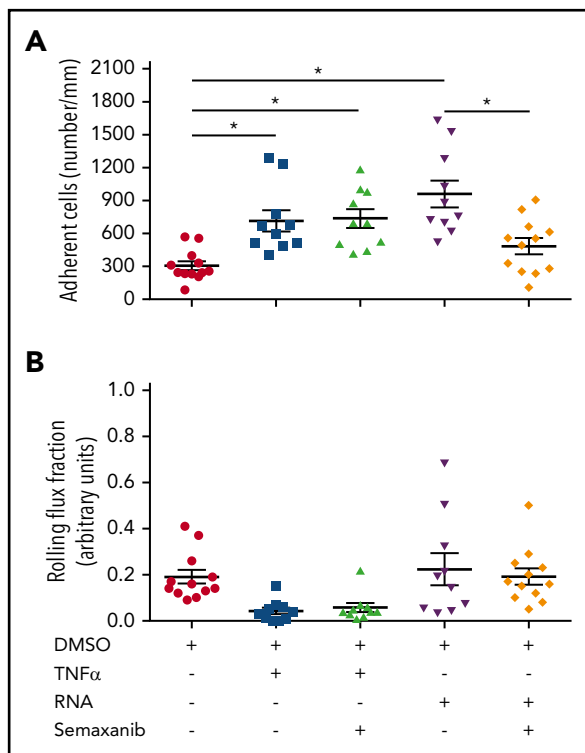 A
Adherent cells (number/mm)
2100
1800
1500
1200
900
600
300
0
* * * *
B
Rolling flux fraction
(arbitrary units)
1.0
0.8
0.6
0.4
0.2
0.0
DMSO + + + + +
TNFα - + + - -
RNA - - - + +
Semaxanib - - + - +